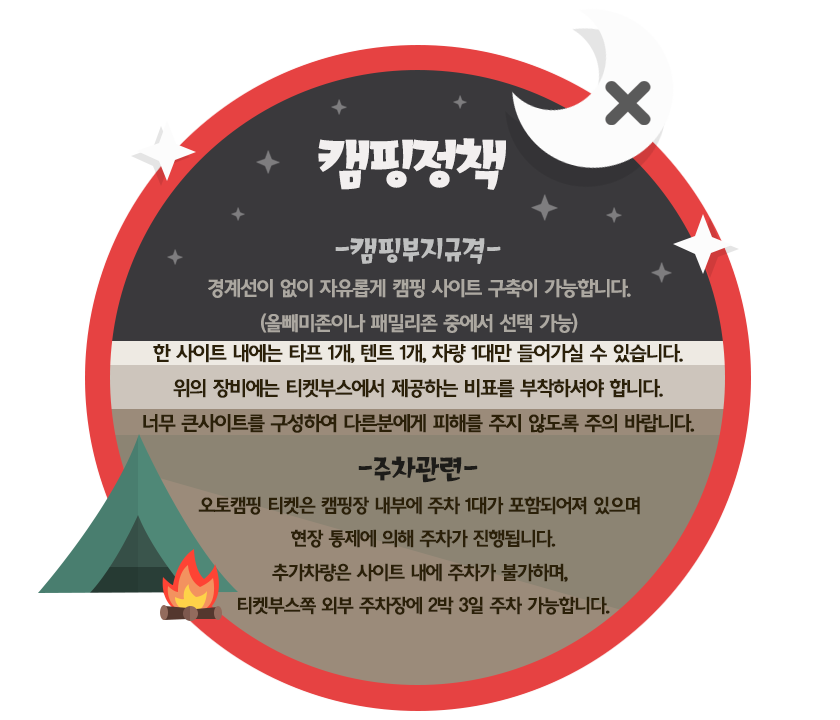 캠핑정책
-캠핑부지규격-
경계선이 없이 자유롭게 캠핑 사이트 구축이 가능합니다.
(올빼미존이나 패밀리존 중에서 선택 가능)
한 사이트 내에는 타프 1개, 텐트 1개, 차량 1대만 들어가실 수 있습니다.
위의 장비에는 티켓부스에서 제공하는 비표를 부착하셔야 합니다.
너무 큰사이트를 구성하여 다른분에게 피해를 주지 않도록 주의 바랍니다.
-주차관련-
오토캠핑 티켓은 캠핑장 내부에 주차 1대가 포함되어져 있으며
현장 통제에 의해 주차가 진행됩니다.
추가차량은 사이트 내에 주차가 불가하며,
티켓부스쪽 외부 주차장에 2박 3일 주차 가능합니다.